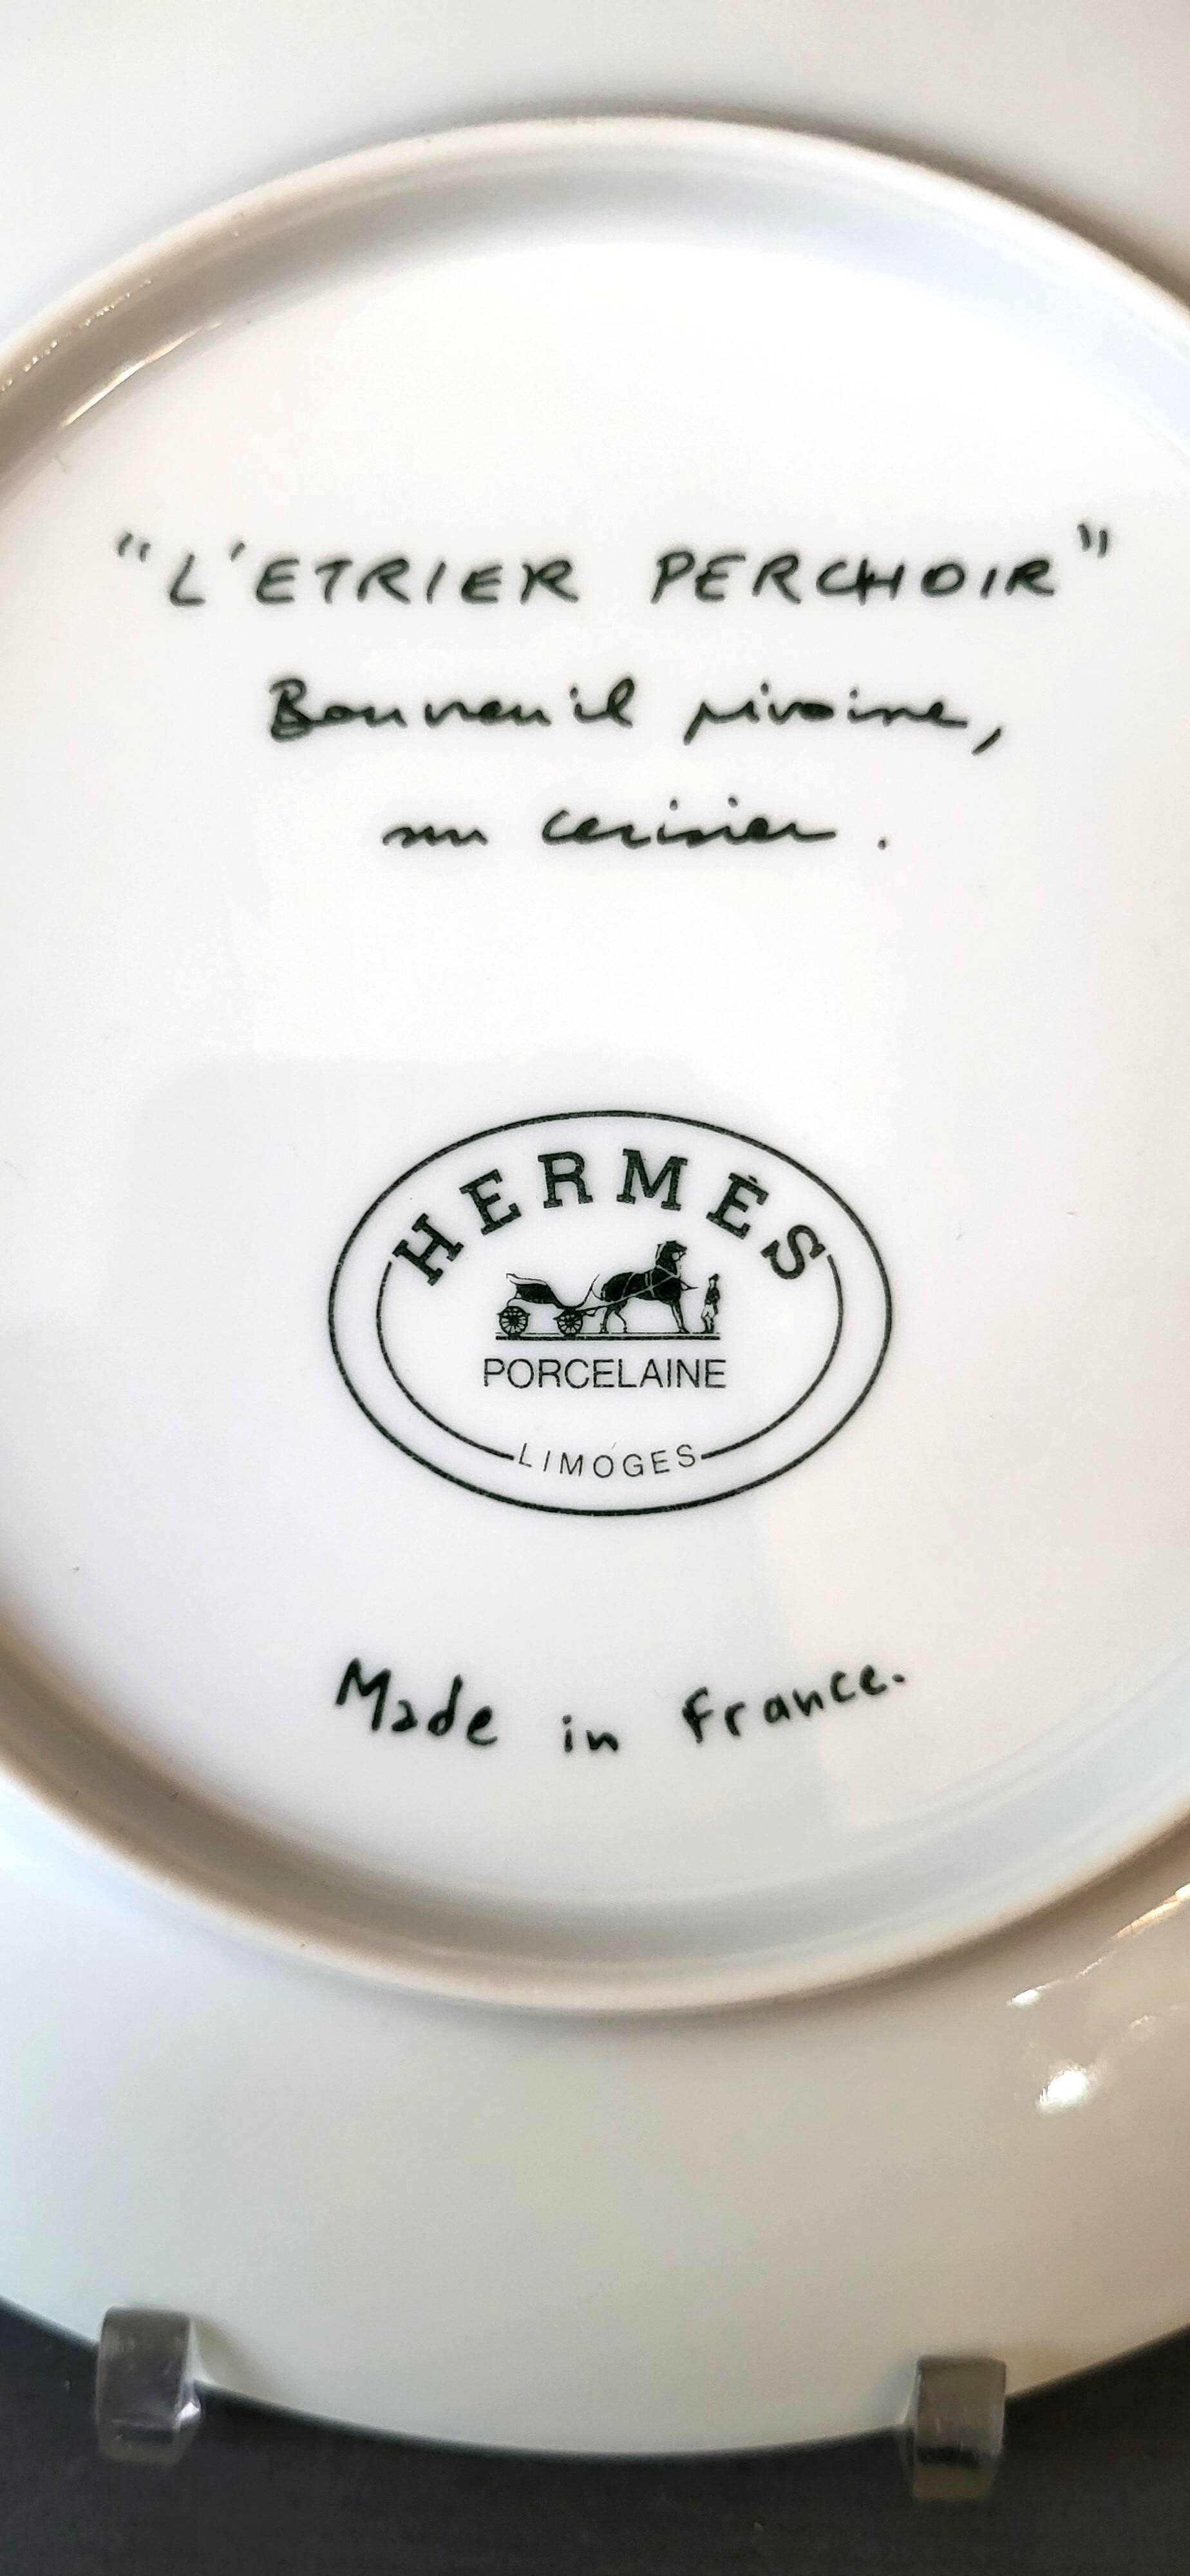 "L'ETRIER PERCHOIR"
Bouvreuil pivoine,
sur cerisier.
HERMÈS
PORCELAINE
LIMOGES
Made in france.